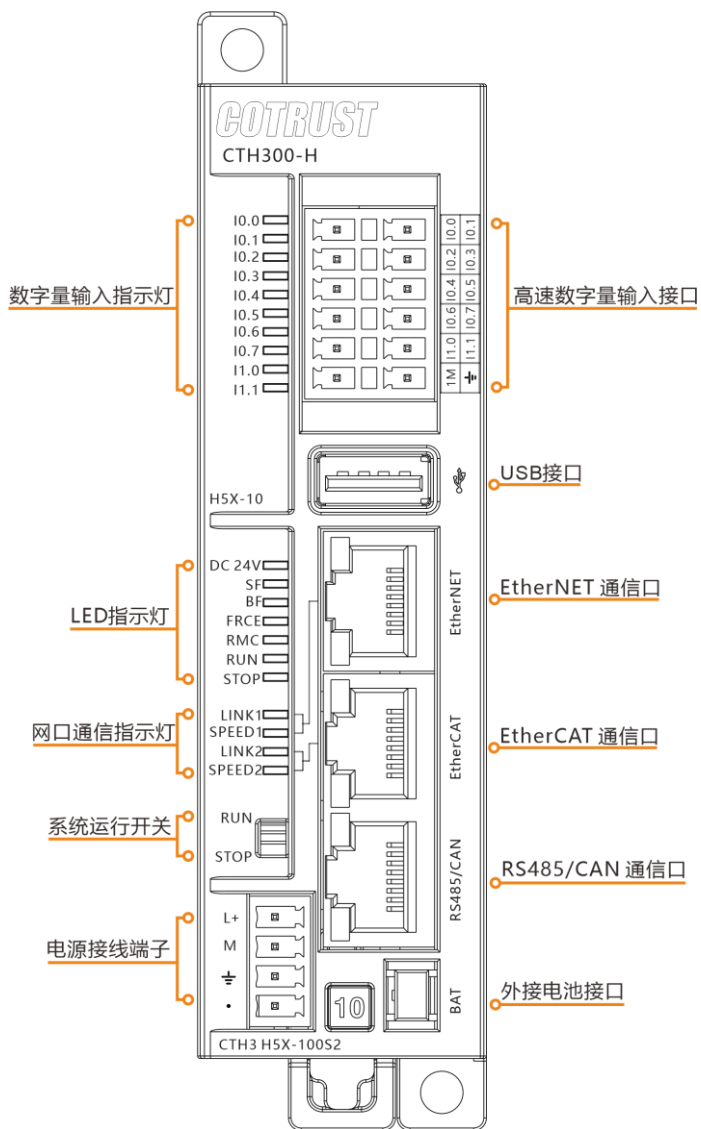 COTRUST
CTH300-H
数字量输入指示灯
I0.0
I0.1
I0.2
I0.3
I0.4
I0.5
I0.6
I0.7
I1.0
I1.1
I0.0 I0.1
I0.2 I0.3
I0.4 I0.5
I0.6 I0.7
I1.0 I1.1
1M
高速数字量输入接口
H5X-10
USB接口
LED指示灯
DC 24V
SF
BF
FRCE
RMC
RUN
STOP
EtherNET
EtherNET 通信口
网口通信指示灯
LINK1
SPEED1
LINK2
SPEED2
EtherCAT
EtherCAT 通信口
系统运行开关
RUN
STOP
RS485/CAN
RS485/CAN 通信口
电源接线端子
L+
M
10
BAT
外接电池接口
CTH3 H5X-100S2